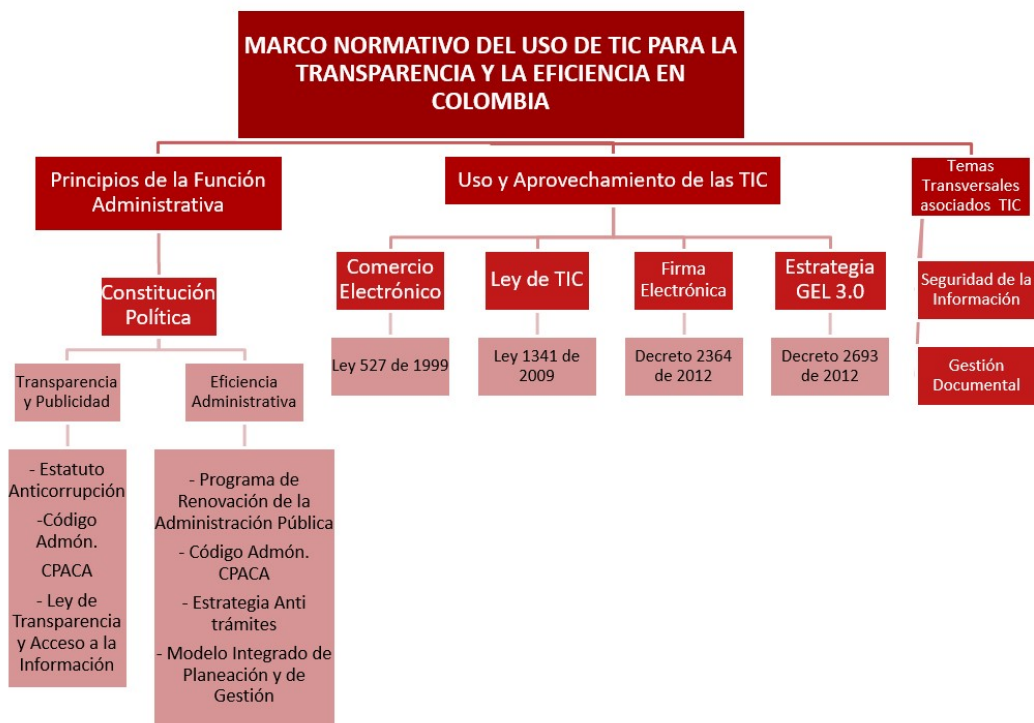 MARCO NORMATIVO DEL USO DE TIC PARA LA
TRANSPARENCIA Y LA EFICIENCIA EN
COLOMBIA
Principios de la Función
Administrativa
Constitución
Política
Transparencia
y Publicidad
- Estatuto
Anticorrupción
-Código
Admón.
CPACA
- Ley de
Transparencia
y Acceso a la
Información
Eficiencia
Administrativa
- Programa de
Renovación de la
Administración Pública
- Código Admón.
CPACA
- Estrategia Anti
trámites
- Modelo Integrado de
Planeación y de
Gestión
Uso y Aprovechamiento de las TIC
Comercio
Electrónico
Ley 527 de 1999
Ley de TIC
Ley 1341 de
2009
Firma
Electrónica
Decreto 2364
de 2012
Estrategia
GEL 3.0
Decreto 2693
de 2012
Temas
Transversales
asociados TIC
Seguridad de la
Información
Gestión
Documental